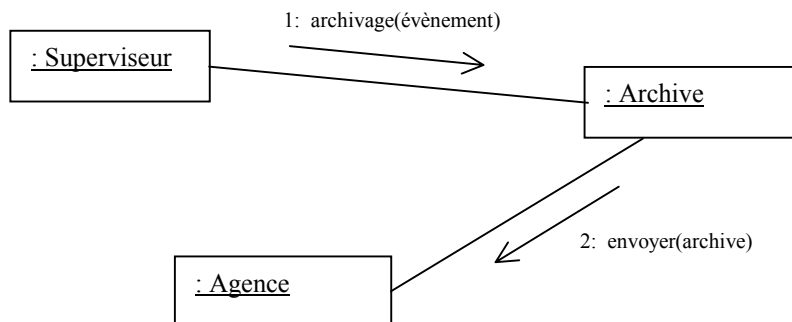 1: archivage(évènement)
: Superviseur
: Archive
2: envoyer(archive)
: Agence